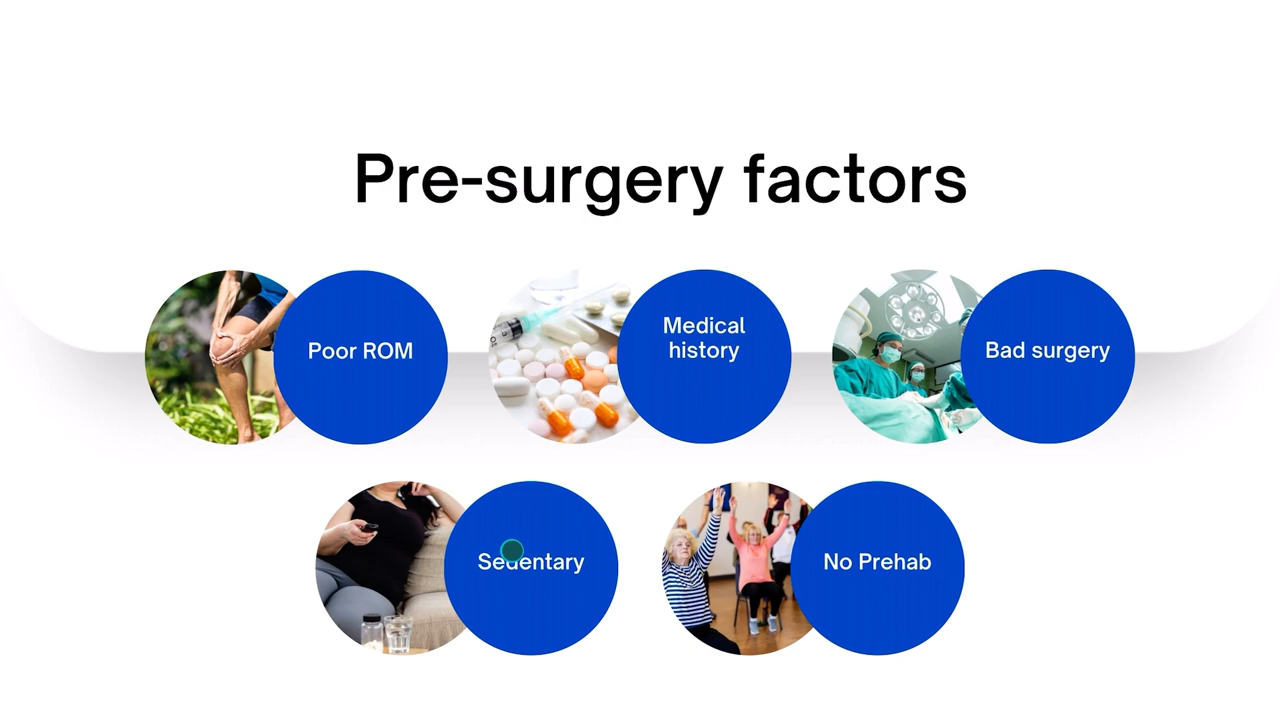 Pre-surgery factors
Poor ROM
Medical
history
Bad surgery
Sedentary
No Prehab